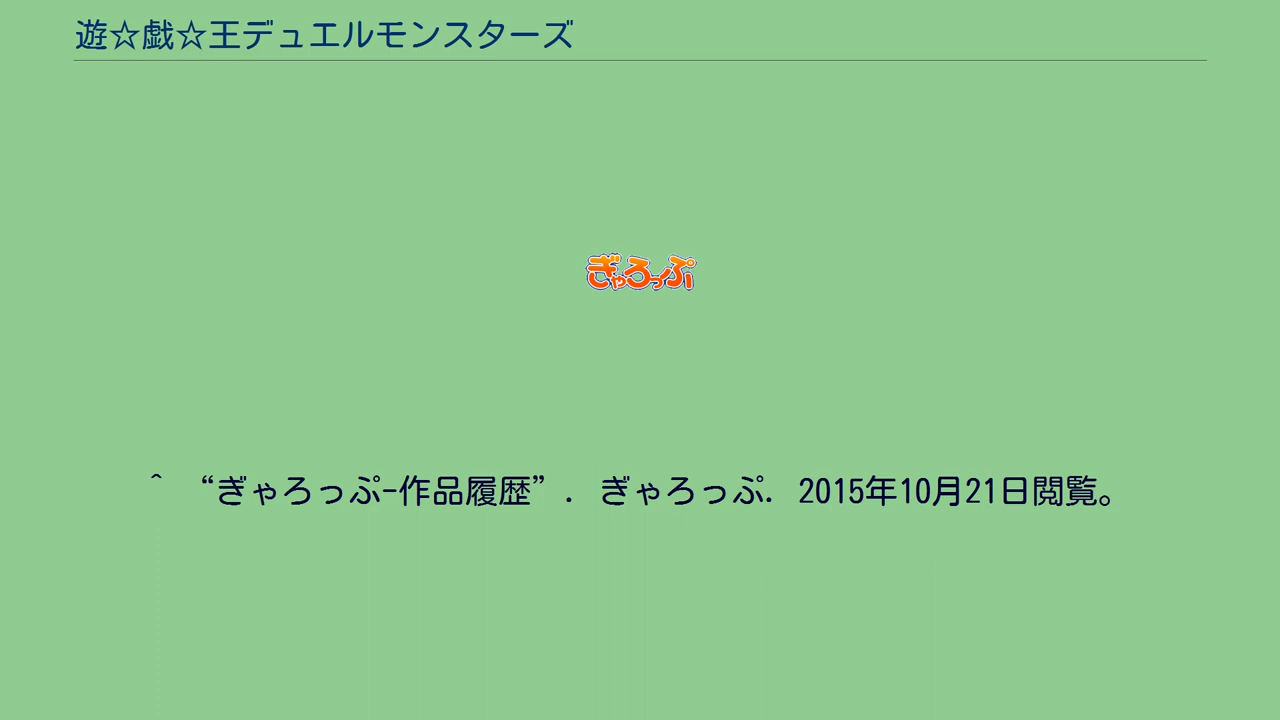 遊☆戯☆王デュエルモンスターズ
ぎゃろっぷ
^ “ぎゃろっぷ-作品履歴”. ぎゃろっぷ. 2015年10月21日閲覧。